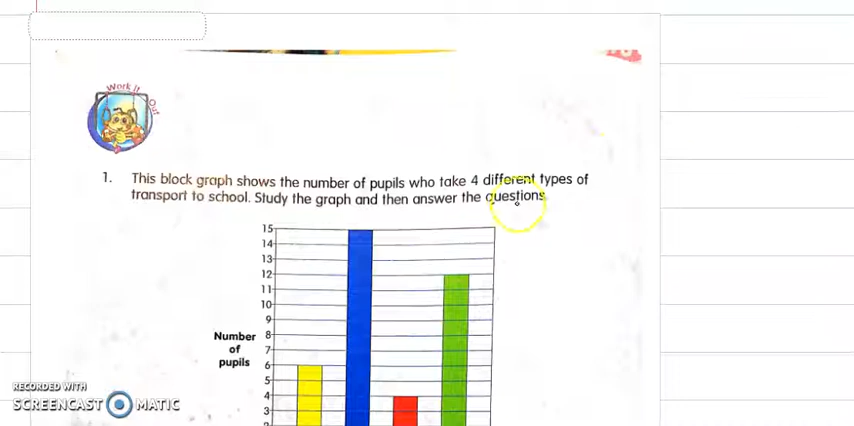 Work It Out
1. This block graph shows the number of pupils who take 4 different types of
transport to school. Study the graph and then answer the questions.
15
14
13
12
11
10
9
Number 8
of 7
pupils 6
5
4
3
RECORDED WITH
SCREENCAST MATIC